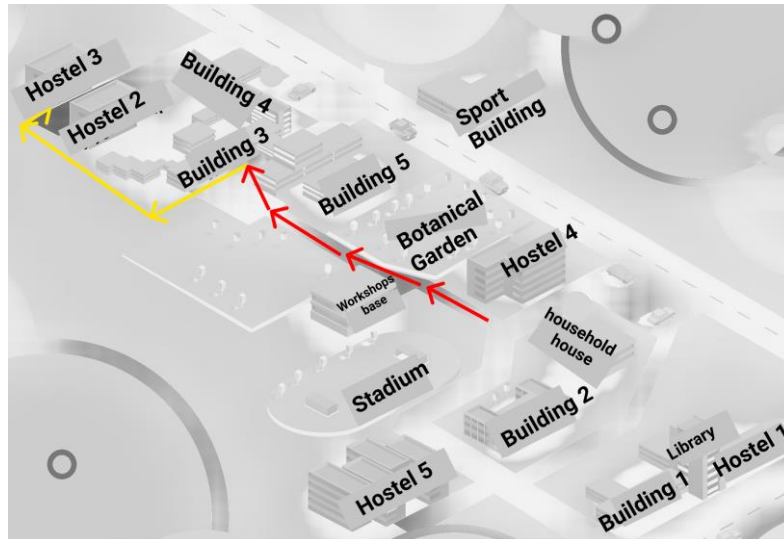 Hostel 3
Hostel 2
Building 4
Building 3
Sport
Building
Building 5
Botanical
Garden
Hostel 4
Workshops
base
household
house
Stadium
Building 2
Library
Hostel 1
Building 1
Hostel 5